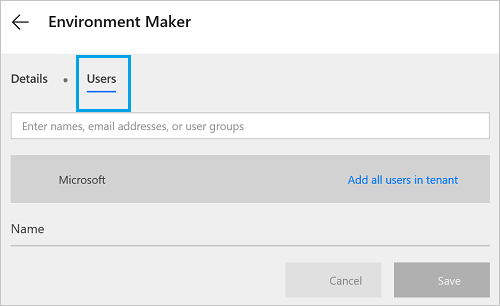 Environment Maker
Details • Users
Enter names, email addresses, or user groups
Microsoft Add all users in tenant
Name
Cancel Save